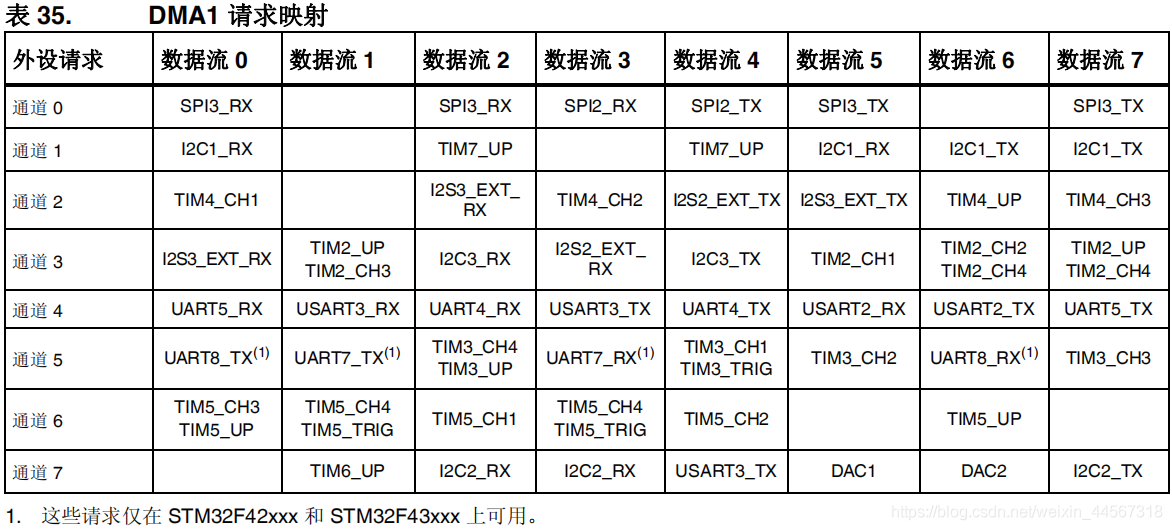 表 35. DMA1 请求映射
外设请求 数据流 0 数据流 1 数据流 2 数据流 3 数据流 4 数据流 5 数据流 6 数据流 7
通道 0 SPI3_RX SPI3_RX SPI2_RX SPI2_TX SPI3_TX SPI3_TX
通道 1 I2C1_RX TIM7_UP TIM7_UP I2C1_RX I2C1_TX I2C1_TX
通道 2 TIM4_CH1 I2S3_EXT_
RX TIM4_CH2 I2S2_EXT_TX I2S3_EXT_TX TIM4_UP TIM4_CH3
通道 3 I2S3_EXT_RX TIM2_UP
TIM2_CH3 I2C3_RX I2S2_EXT_
RX I2C3_TX TIM2_CH1 TIM2_CH2
TIM2_CH4 TIM2_UP
TIM2_CH4
通道 4 UART5_RX USART3_RX UART4_RX USART3_TX UART4_TX USART2_RX USART2_TX UART5_TX
通道 5 UART8_TX(1) UART7_TX(1) TIM3_CH4
TIM3_UP UART7_RX(1) TIM3_CH1
TIM3_TRIG TIM3_CH2 UART8_RX(1) TIM3_CH3
通道 6 TIM5_CH3
TIM5_UP TIM5_CH4
TIM5_TRIG TIM5_CH1 TIM5_CH4
TIM5_TRIG TIM5_CH2 TIM5_UP
通道 7 TIM6_UP I2C2_RX I2C2_RX USART3_TX DAC1 DAC2 I2C2_TX
1. 这些请求仅在 STM32F42xxx 和 STM32F43xxx 上可用。
https://blog.csdn.net/weixin_44567318